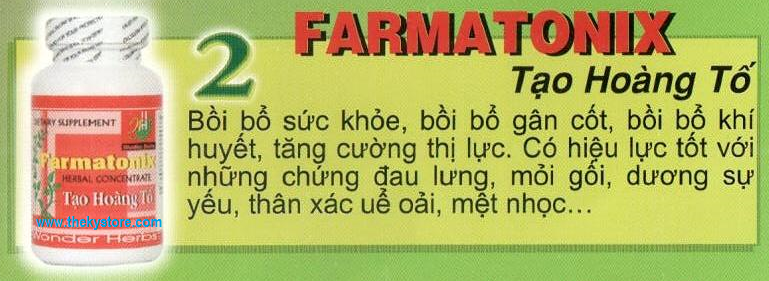 2
FARMATONIX
Tạo Hoàng Tố
Bồi bổ sức khỏe, bồi bổ gân cốt, bồi bổ khí
huyết, tăng cường thị lực. Có hiệu lực tốt với
những chứng đau lưng, mỏi gối, dương sự
yếu, thân xác uể oải, mệt nhọc...
DIETARY SUPPLEMENT
Wonder Herbs
Farmatonix
HERBAL CONCENTRATE
Tạo Hoàng Tố
www.thekystore.com
Wonder Herbs